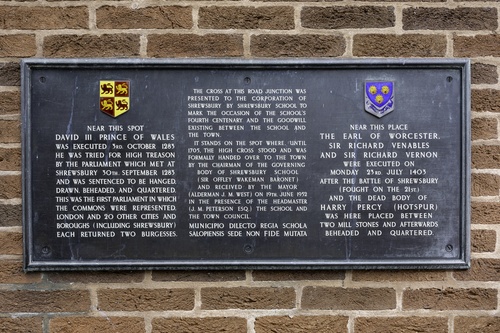 NEAR THIS SPOT
DAVID III PRINCE OF WALES
WAS EXECUTED 3RD. OCTOBER 1283
HE WAS TRIED FOR HIGH TREASON
BY THE PARLIAMENT WHICH MET AT
SHREWSBURY 30TH. SEPTEMBER 1283
AND WAS SENTENCED TO BE HANGED,
DRAWN, BEHEADED, AND QUARTERED.
THIS WAS THE FIRST PARLIAMENT IN WHICH
THE COMMONS WERE REPRESENTED.
LONDON AND 20 OTHER CITIES AND
BOROUGHS (INCLUDING SHREWSBURY)
EACH RETURNED TWO BURGESSES.
THE CROSS AT THIS ROAD JUNCTION WAS
PRESENTED TO THE CORPORATION OF
SHREWSBURY BY SHREWSBURY SCHOOL TO
MARK THE OCCASION OF THE SCHOOL'S
FOURTH CENTENARY, AND THE GOODWILL
EXISTING BETWEEN THE SCHOOL AND
THE TOWN.
IT STANDS ON THE SPOT WHERE, UNTIL
1705, THE HIGH CROSS STOOD AND WAS
FORMALLY HANDED OVER TO THE TOWN
BY THE CHAIRMAN OF THE GOVERNING
BODY OF SHREWSBURY SCHOOL
(SIR OFFLEY WAKEMAN BARONET)
AND RECEIVED BY THE MAYOR
(ALDERMAN J. M. WEST) ON 19TH. JUNE 1952
IN THE PRESENCE OF THE HEADMASTER
(J. M. PETERSON ESQ.) THE SCHOOL AND
THE TOWN COUNCIL
MUNICIPIO DILECTO REGIA SCHOLA
SALOPIENSIS SEDE NON FIDE MUTATA
NEAR THIS PLACE
THE EARL OF WORCESTER,
SIR RICHARD VENABLES
AND SIR RICHARD VERNON
WERE EXECUTED ON
MONDAY 23RD JULY 1403
AFTER THE BATTLE OF SHREWSBURY
(FOUGHT ON THE 21ST.)
AND THE DEAD BODY OF
HARRY PERCY (HOTSPUR)
WAS HERE PLACED BETWEEN
TWO MILL STONES AND AFTERWARDS
BEHEADED AND QUARTERED.